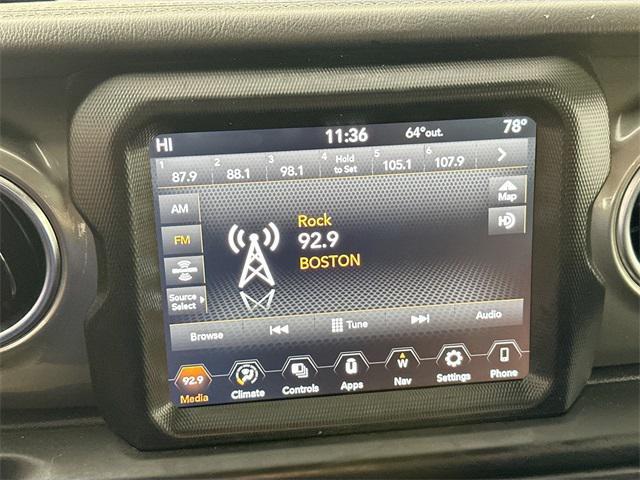 HI 11:36 64°out. 78°
1 87.9 2 88.1 3 98.1 4 Hold to Set 5 105.1 6 107.9
AM
FM
Source
Select
Rock
92.9
BOSTON
Map
HD
Browse Tune Audio
92.9 W
Media Climate Controls Apps Nav Settings Phone